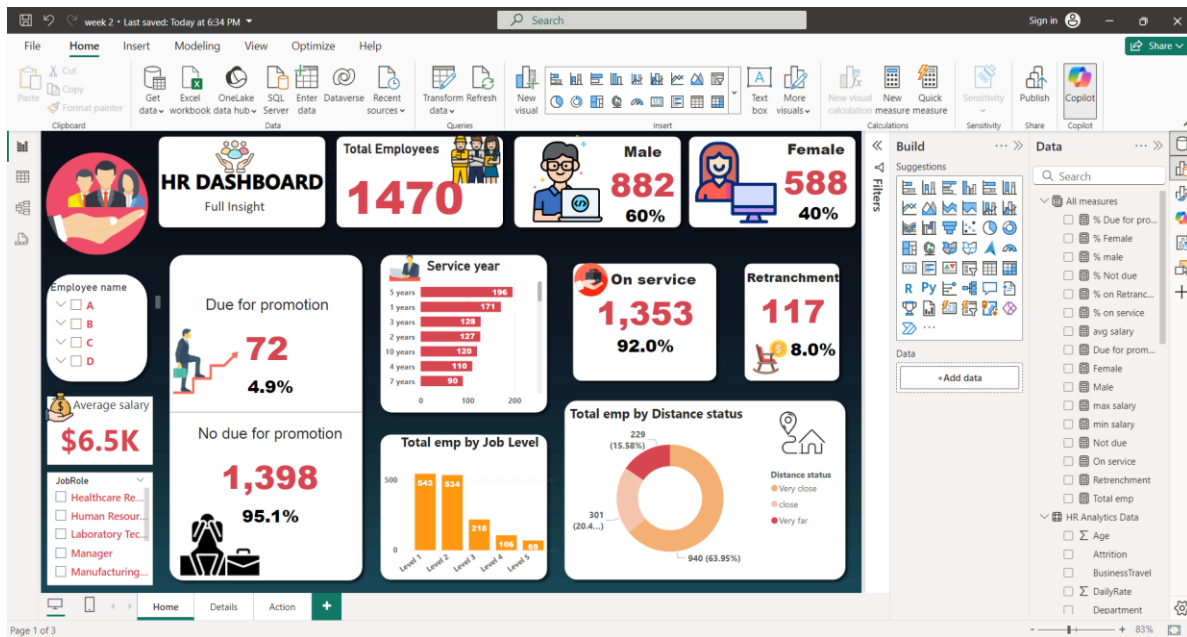 week 2 • Last saved: Today at 6:34 PM
Search
Sign in
File Home Insert Modeling View Optimize Help
Share
Paste
Cut
Copy
Format painter
Clipboard
Get data
Excel workbook
OneLake data hub
SQL Server
Enter data
Dataverse
Recent sources
Data
Transform data
Refresh
Queries
New visual
Text box
More visuals
Insert
New visual calculation
New measure
Quick measure
Calculations
Sensitivity
Sensitivity
Publish
Share
Copilot
Copilot
HR DASHBOARD
Full Insight
Total Employees
1470
Male
882
60%
Female
588
40%
Employee name
A
B
C
D
Average salary
$6.5K
JobRole
Healthcare Re...
Human Resour...
Laboratory Tec...
Manager
Manufacturing...
Due for promotion
72
4.9%
No due for promotion
1,398
95.1%
Service year
5 years 196
1 years 171
3 years 128
2 years 127
10 years 120
4 years 110
7 years 90
0 100 200
On service
1,353
92.0%
Retranchment
117
8.0%
Total emp by Job Level
500
0
543 534 218 106 69
Level 1 Level 2 Level 3 Level 4 Level 5
Total emp by Distance status
229
(15.58%)
301
(20.4...)
940 (63.95%)
Distance status
Very close
close
Very far
Filters
Build
Suggestions
R Py
Data
+Add data
Data
Search
All measures
% Due for pro...
% Female
% male
% Not due
% on Retranc...
% on service
avg salary
Due for prom...
Female
Male
max salary
min salary
Not due
On service
Retrenchment
Total emp
HR Analytics Data
Age
Attrition
BusinessTravel
DailyRate
Department
Home Details Action
Page 1 of 3
83%